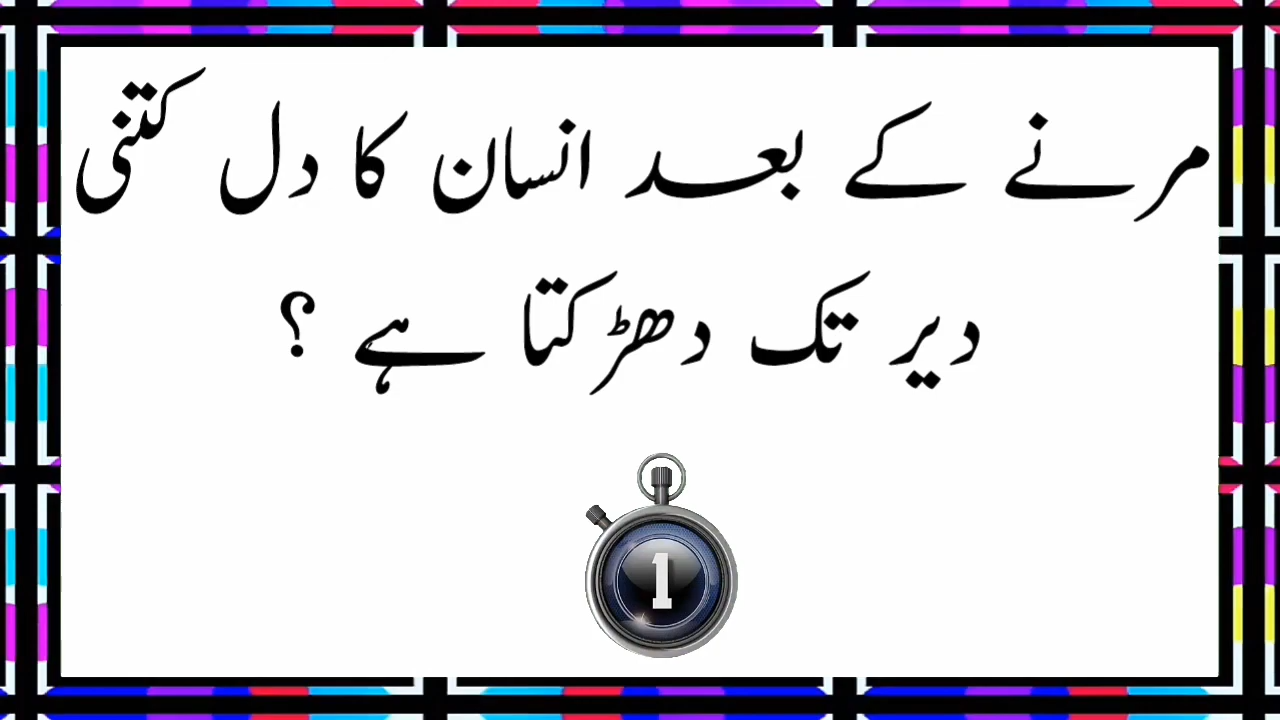 مرنے کے بعد انسان کا دل کتنی
دیر تک دھڑکتا ہے ؟
1